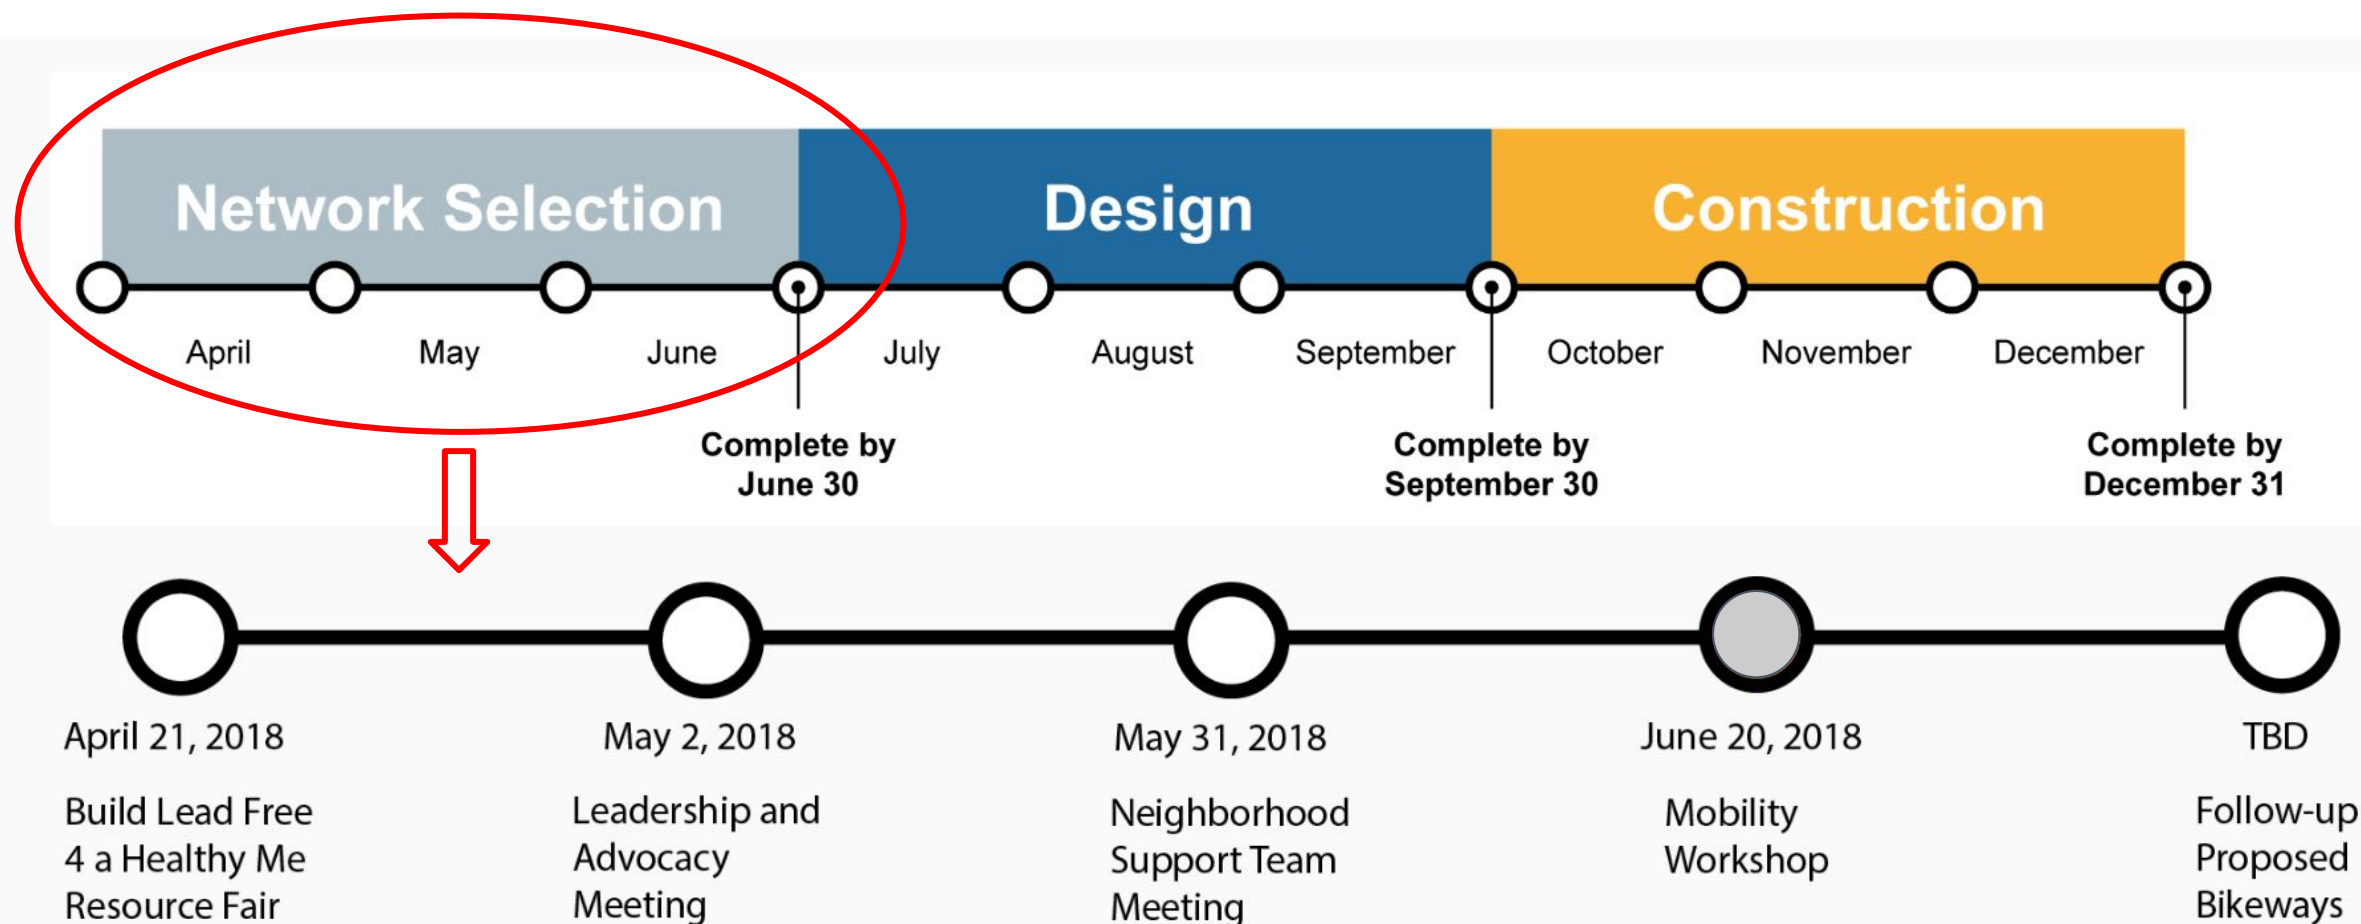 Network Selection
Design
Construction
April
May
June
July
August
September
October
November
December
Complete by
June 30
Complete by
September 30
Complete by
December 31
April 21, 2018
Build Lead Free
4 a Healthy Me
Resource Fair
May 2, 2018
Leadership and
Advocacy
Meeting
May 31, 2018
Neighborhood
Support Team
Meeting
June 20, 2018
Mobility
Workshop
TBD
Follow-up
Proposed
Bikeways